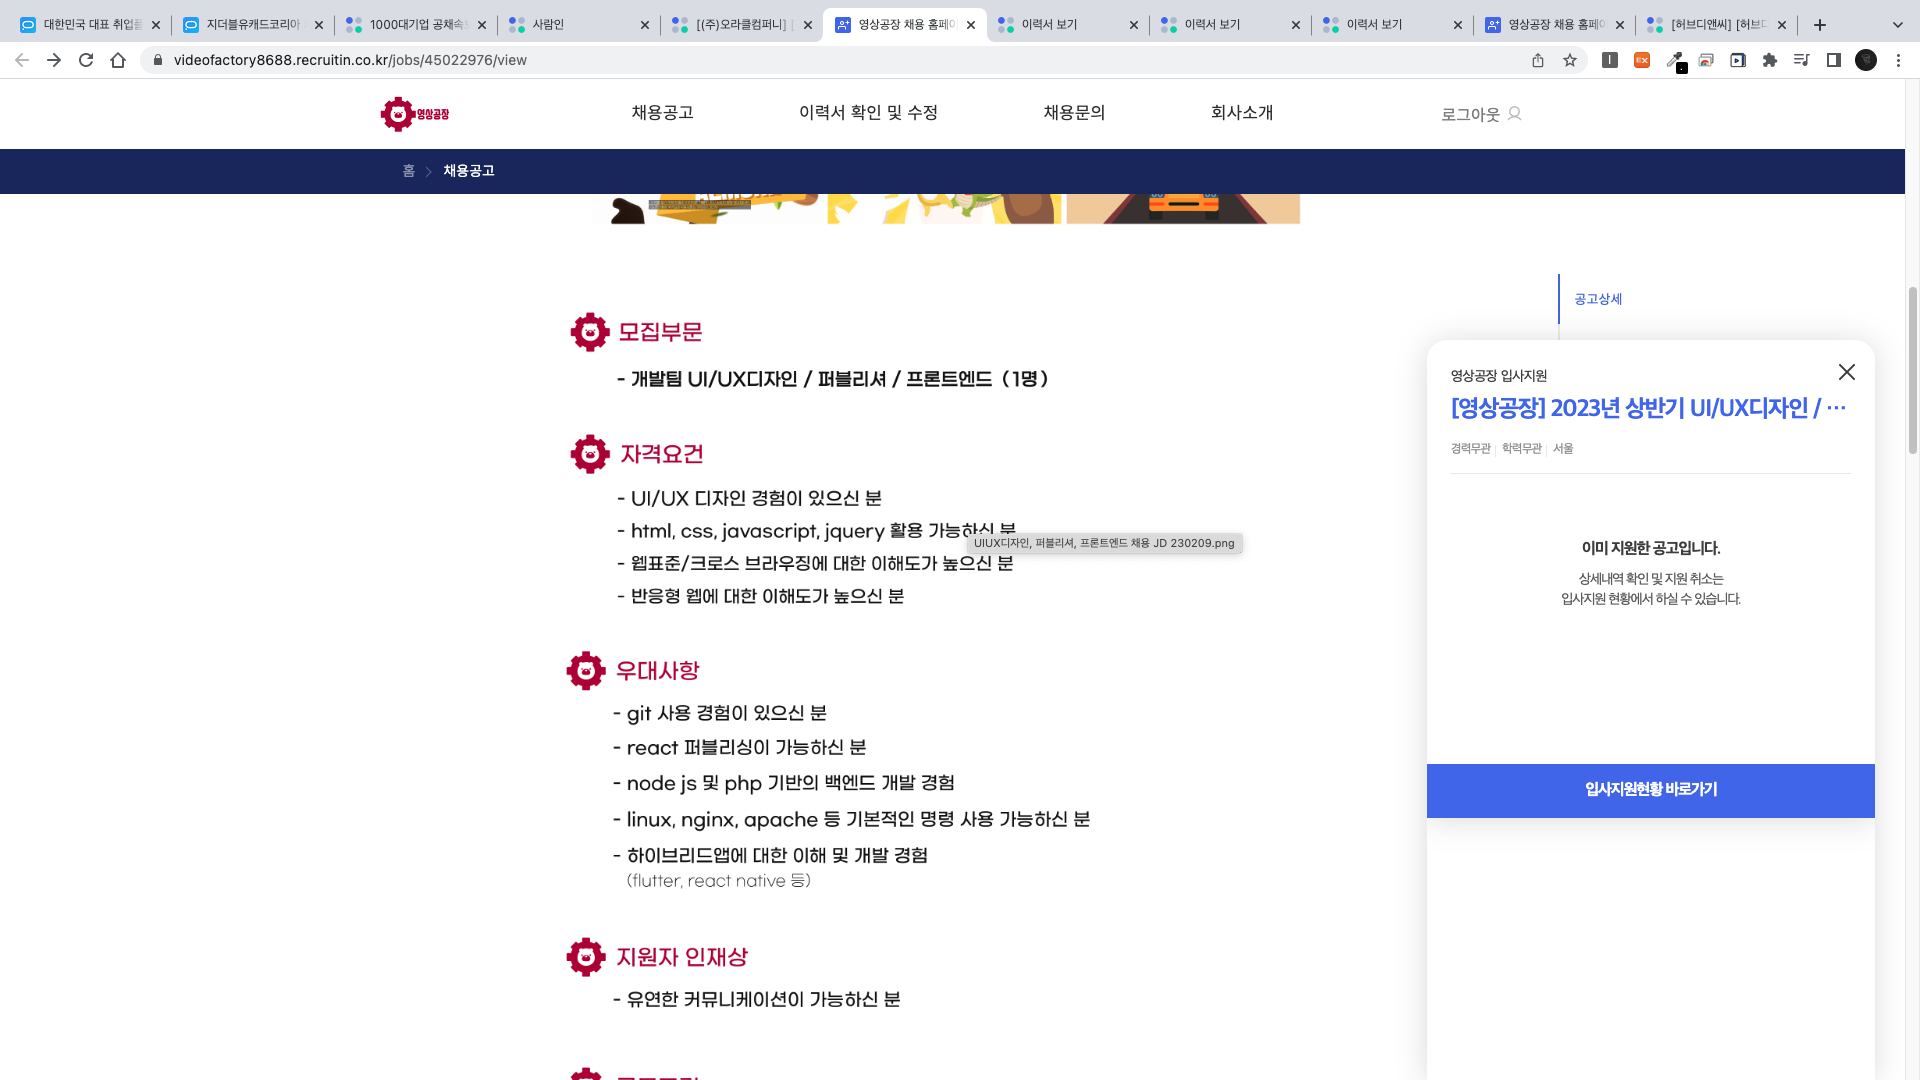 대한민국 대표 취업플
지더블유캐드코리아
1000대기업 공채속
사람인
[(주)오라클컴퍼니] [
영상공장 채용 홈페이
이력서 보기
이력서 보기
이력서 보기
영상공장 채용 홈페이
[허브디앤씨] [허브디
videofactory8688.recruitin.co.kr/jobs/45022976/view
영상공장
채용공고
이력서 확인 및 수정
채용문의
회사소개
로그아웃
홈
채용공고
공고상세
모집부문
- 개발팀 UI/UX디자인 / 퍼블리셔 / 프론트엔드 (1명)
자격요건
- UI/UX 디자인 경험이 있으신 분
- html, css, javascript, jquery 활용 가능하신 분
UIUX디자인, 퍼블리셔, 프론트엔드 채용 JD 230209.png
- 웹표준/크로스 브라우징에 대한 이해도가 높으신 분
- 반응형 웹에 대한 이해도가 높으신 분
우대사항
- git 사용 경험이 있으신 분
- react 퍼블리싱이 가능하신 분
- node js 및 php 기반의 백엔드 개발 경험
- linux, nginx, apache 등 기본적인 명령 사용 가능하신 분
- 하이브리드앱에 대한 이해 및 개발 경험
(flutter, react native 등)
지원자 인재상
- 유연한 커뮤니케이션이 가능하신 분
영상공장 입사지원
[영상공장] 2023년 상반기 UI/UX디자인 / ⋯
경력무관 학력무관 서울
이미 지원한 공고입니다.
상세내역 확인 및 지원 취소는
입사지원 현황에서 하실 수 있습니다.
입사지원현황 바로가기